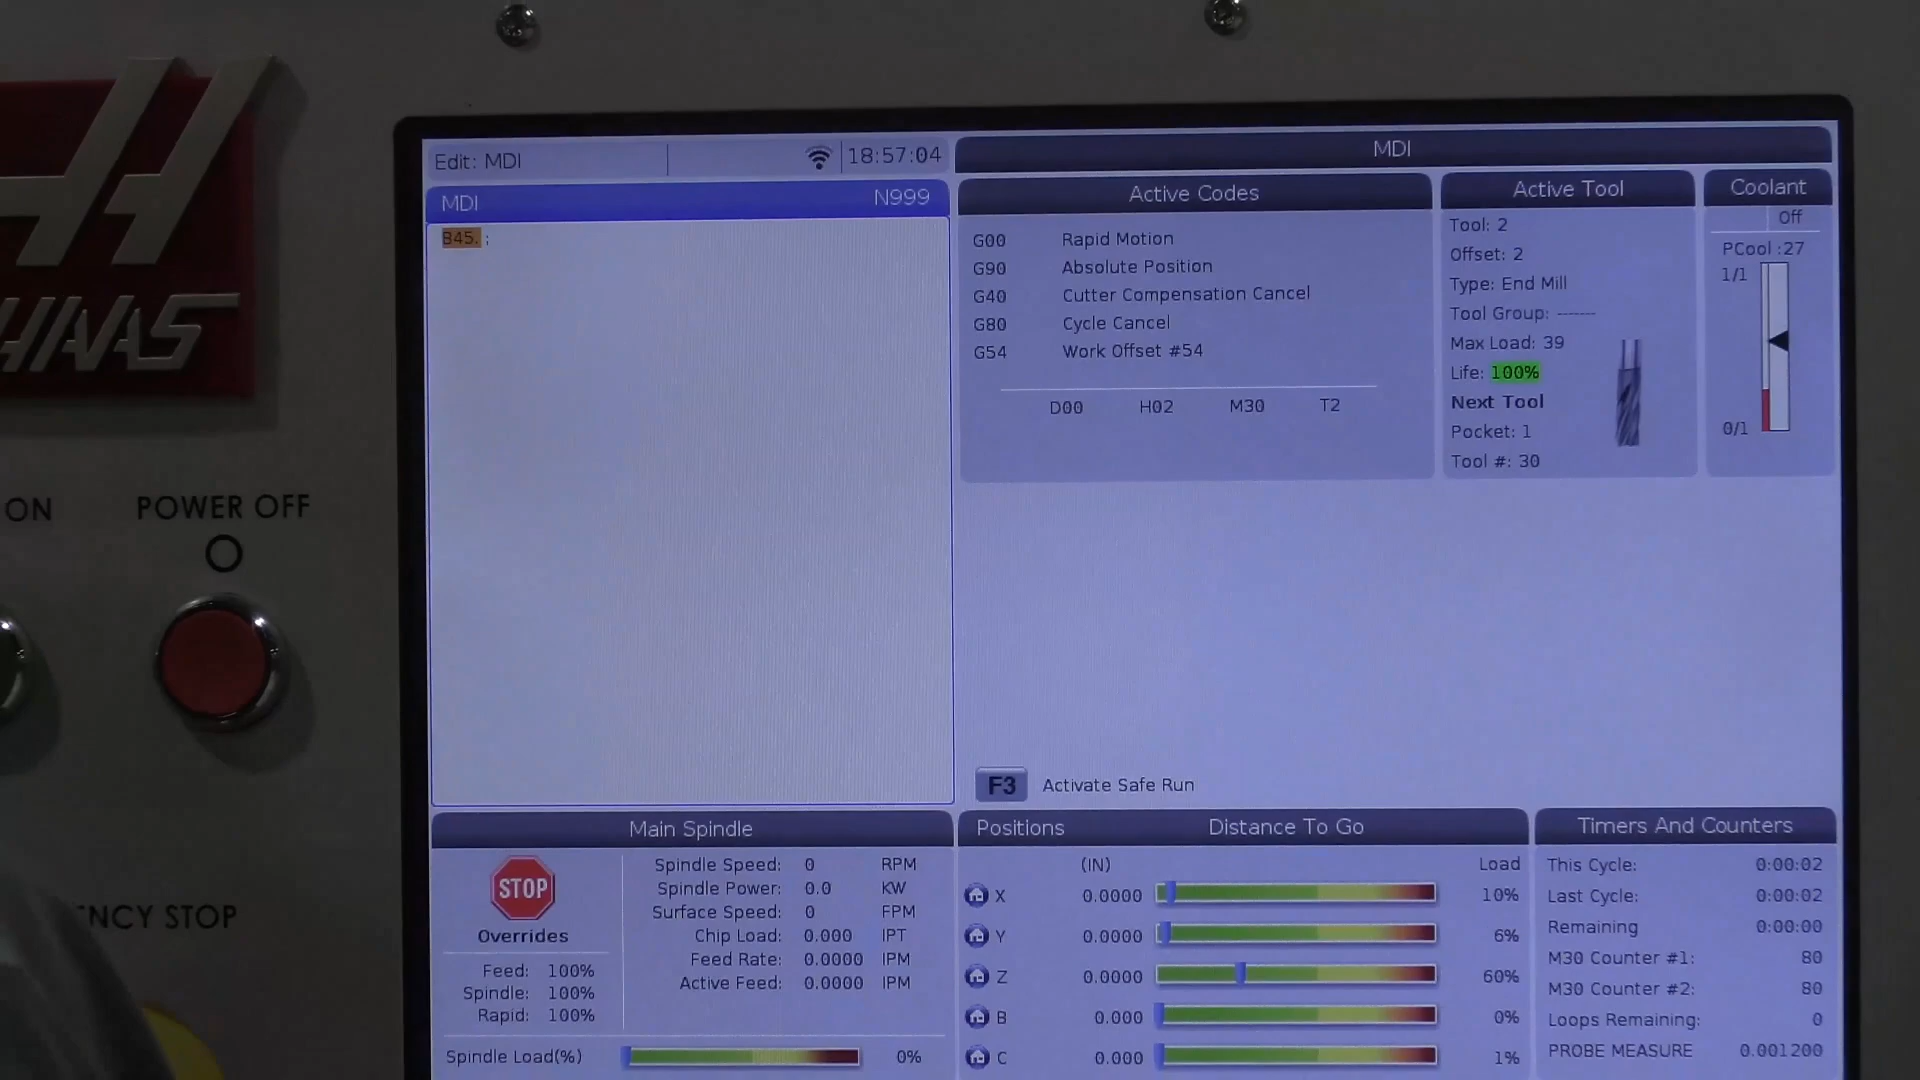 HAAS
ON
POWER OFF
NCY STOP
Edit: MDI
18:57:04
MDI
N999
B45. ;
MDI
Active Codes
G00 Rapid Motion
G90 Absolute Position
G40 Cutter Compensation Cancel
G80 Cycle Cancel
G54 Work Offset #54
D00 H02 M30 T2
Active Tool
Tool: 2
Offset: 2
Type: End Mill
Tool Group: ------
Max Load: 39
Life: 100%
Next Tool
Pocket: 1
Tool #: 30
Coolant
Off
PCool :27
1/1
0/1
F3 Activate Safe Run
Main Spindle
STOP
Overrides
Feed: 100%
Spindle: 100%
Rapid: 100%
Spindle Speed: 0 RPM
Spindle Power: 0.0 KW
Surface Speed: 0 FPM
Chip Load: 0.000 IPT
Feed Rate: 0.0000 IPM
Active Feed: 0.0000 IPM
Spindle Load(%) 0%
Positions Distance To Go
(IN) Load
X 0.0000 10%
Y 0.0000 6%
Z 0.0000 60%
B 0.000 0%
C 0.000 1%
Timers And Counters
This Cycle: 0:00:02
Last Cycle: 0:00:02
Remaining 0:00:00
M30 Counter #1: 80
M30 Counter #2: 80
Loops Remaining: 0
PROBE MEASURE 0.001200